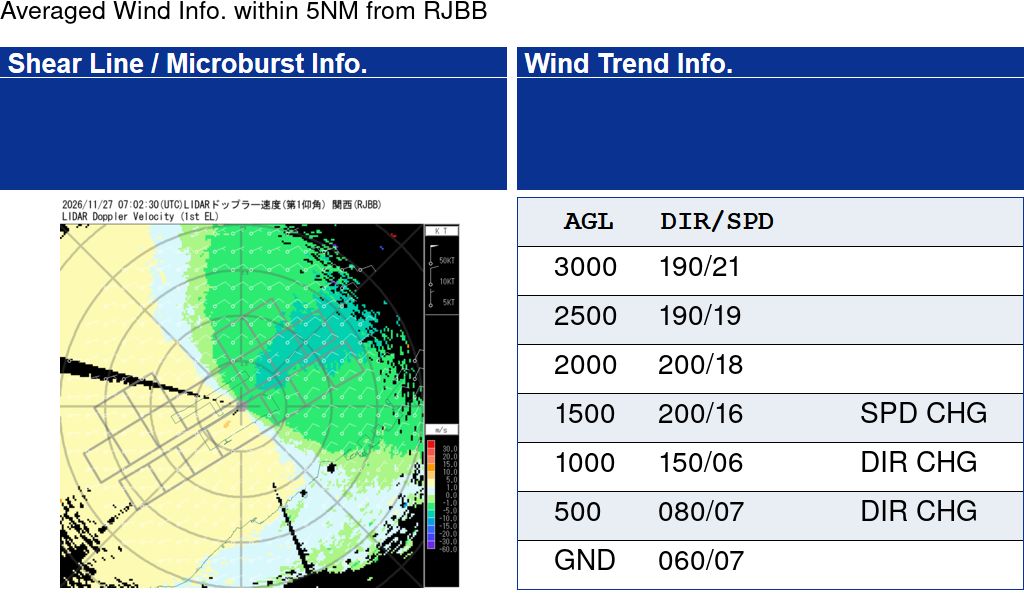 Averaged Wind Info. within 5NM from RJBB
Shear Line / Microburst Info.
Wind Trend Info.
2026/11/27 07:02:30(UTC)LIDARドップラー速度(第1仰角) 関西(RJBB)
LIDAR Doppler Velocity (1st EL)
KT
50KT
10KT
5KT
m/s
30.0
20.0
15.0
10.0
5.0
1.0
0.0
-1.0
-5.0
-10.0
-15.0
-20.0
-30.0
-60.0
AGL DIR/SPD
3000 190/21
2500 190/19
2000 200/18
1500 200/16 SPD CHG
1000 150/06 DIR CHG
500 080/07 DIR CHG
GND 060/07